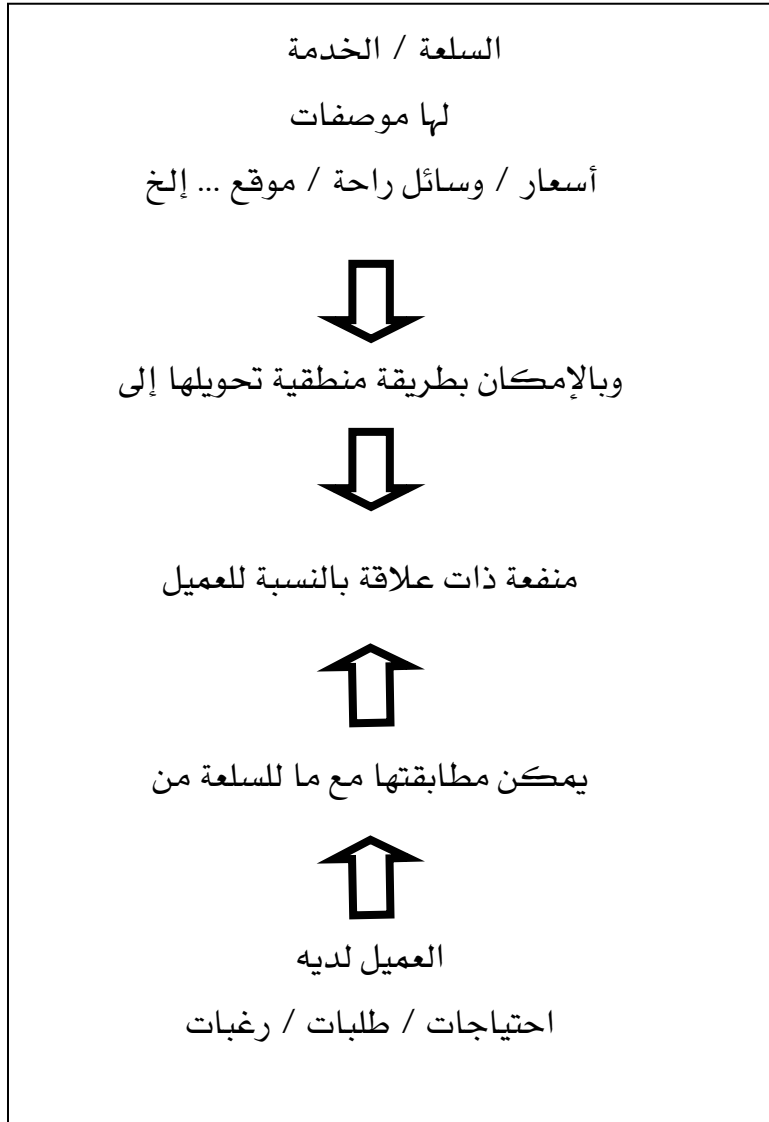 السلعة / الخدمة
لها موصفات
أسعار / وسائل راحة / موقع ... إلخ
وبالإمكان بطريقة منطقية تحويلها إلى
منفعة ذات علاقة بالنسبة للعميل
يمكن مطابقتها مع ما للسلعة من
العميل لديه
احتياجات / طلبات / رغبات